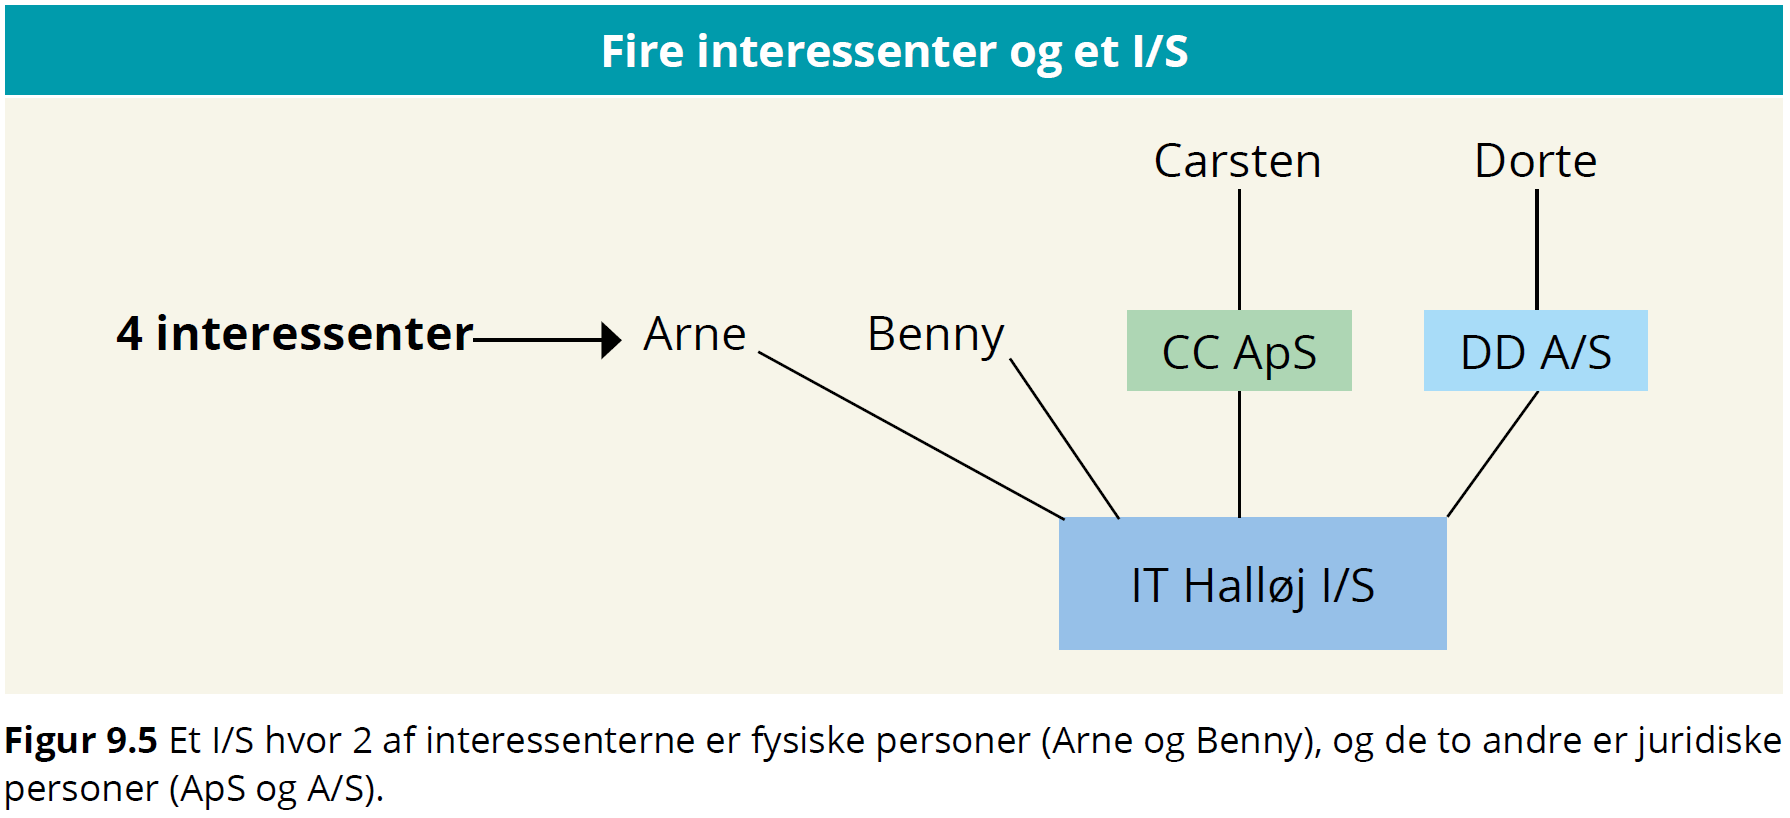 Fire interessenter og et I/S
Carsten
Dorte
4 interessenter
Arne
Benny
CC ApS
DD A/S
IT Halløj I/S
Figur 9.5 Et I/S hvor 2 af interessenterne er fysiske personer (Arne og Benny), og de to andre er juridiske
personer (ApS og A/S).